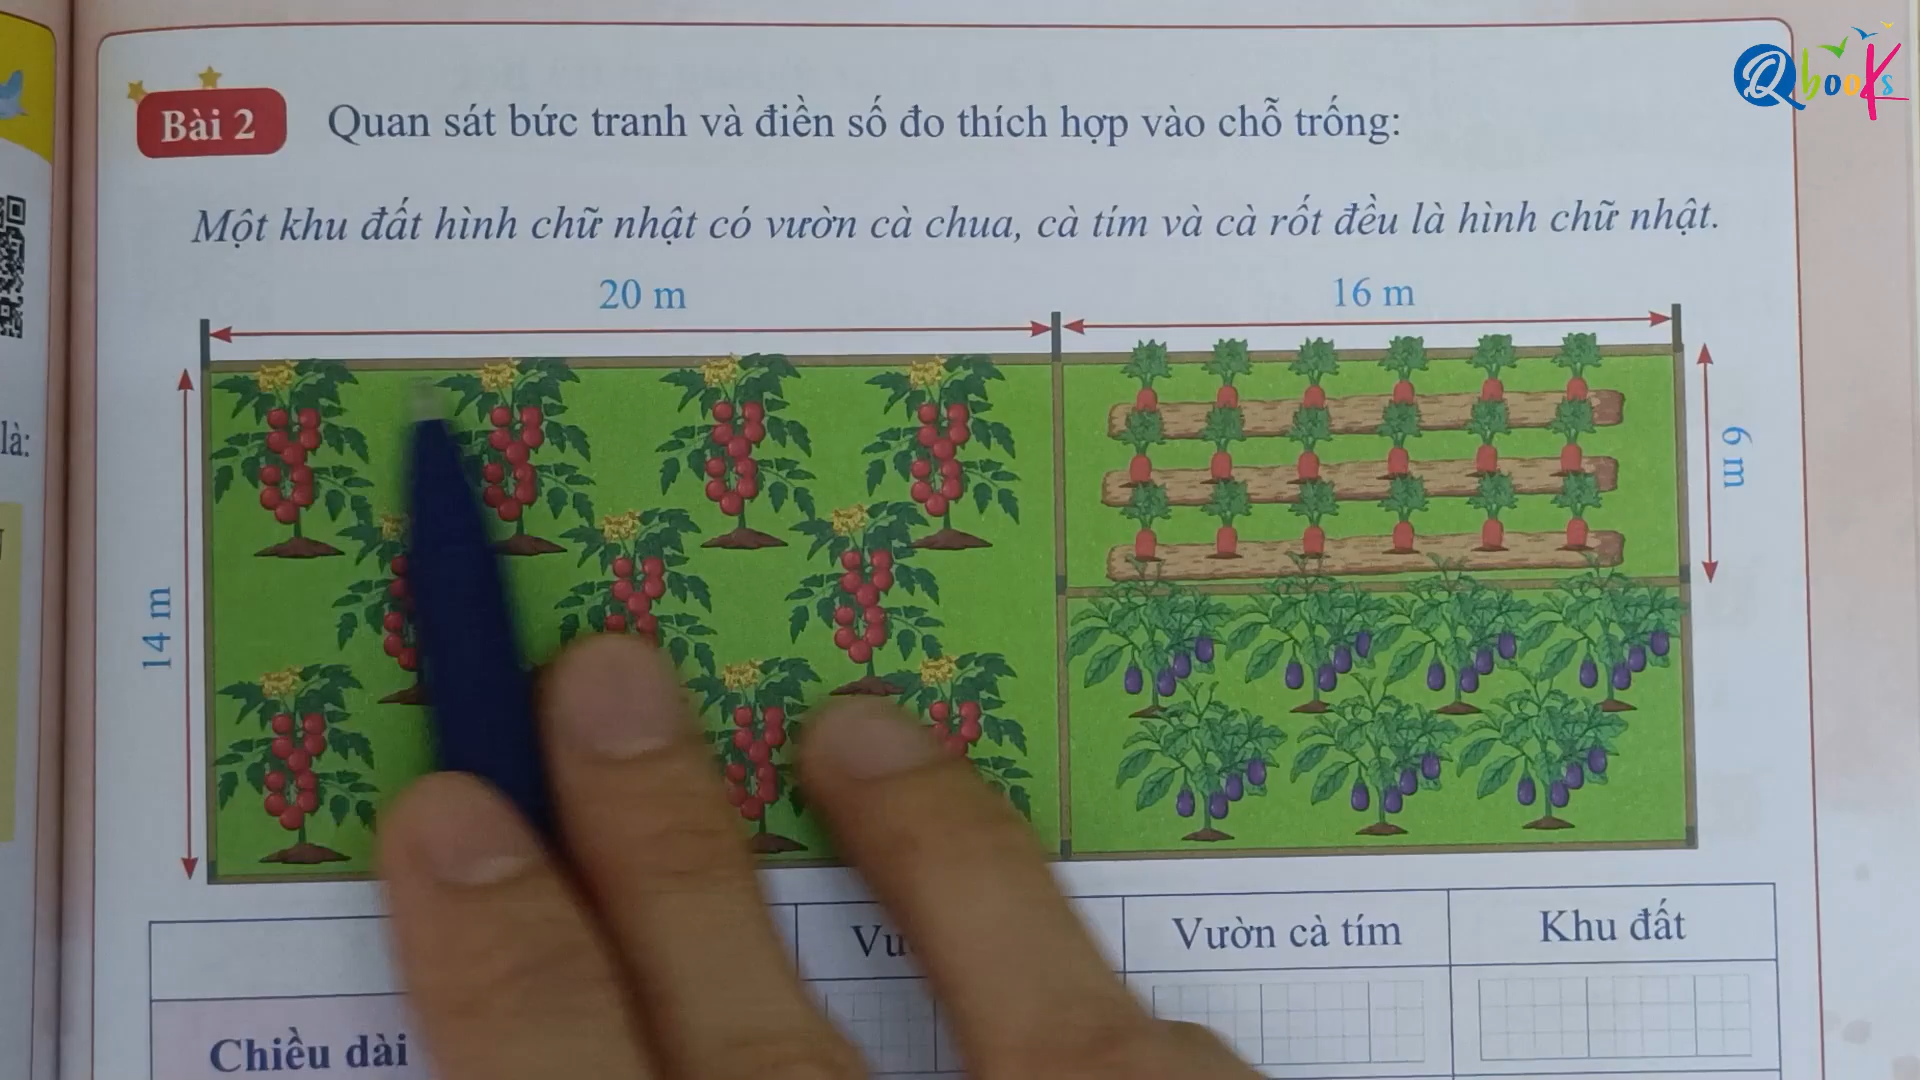 Qbooks
Bài 2 Quan sát bức tranh và điền số đo thích hợp vào chỗ trống:
Một khu đất hình chữ nhật có vườn cà chua, cà tím và cà rốt đều là hình chữ nhật.
20 m 16 m
6 m
14 m
là:
Vườn cà tím Khu đất
Chiều dài